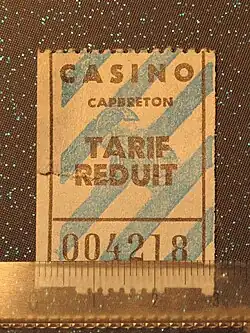 CASINO
CAPBRETON
TARIF
REDUIT
004218